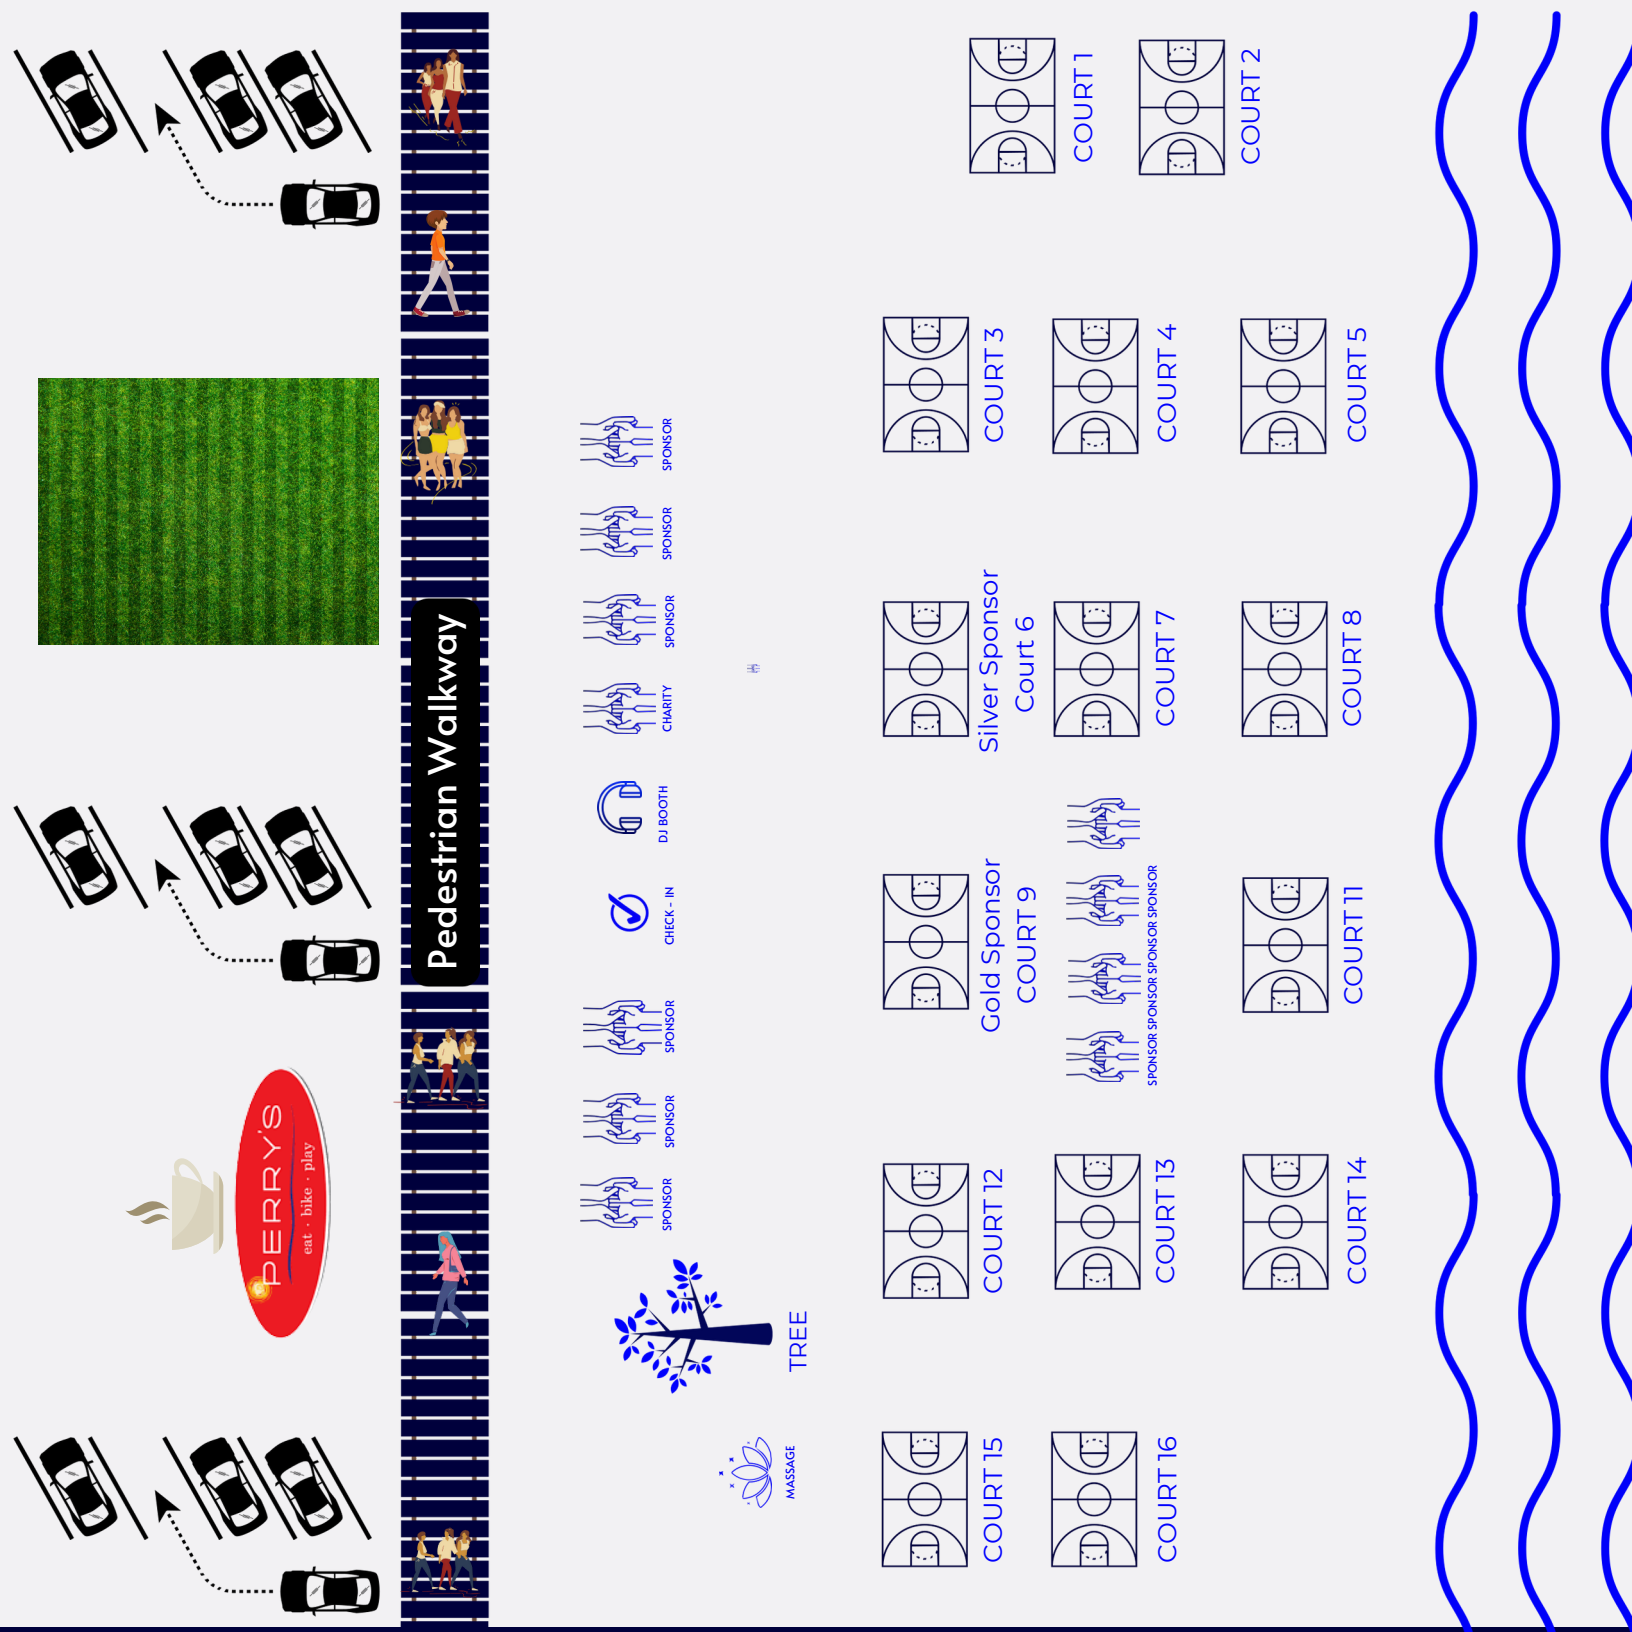 COURT 1
COURT 2
COURT 3
COURT 4
COURT 5
SPONSOR
SPONSOR
SPONSOR
CHARITY
Silver Sponsor
Court 6
COURT 7
COURT 8
Pedestrian Walkway
DJ BOOTH
CHECK - IN
Gold Sponsor
COURT 9
SPONSOR SPONSOR SPONSOR SPONSOR
COURT 11
SPONSOR
SPONSOR
SPONSOR
PERRY'S
eat · bike · play
COURT 12
COURT 13
COURT 14
TREE
MASSAGE
COURT 15
COURT 16